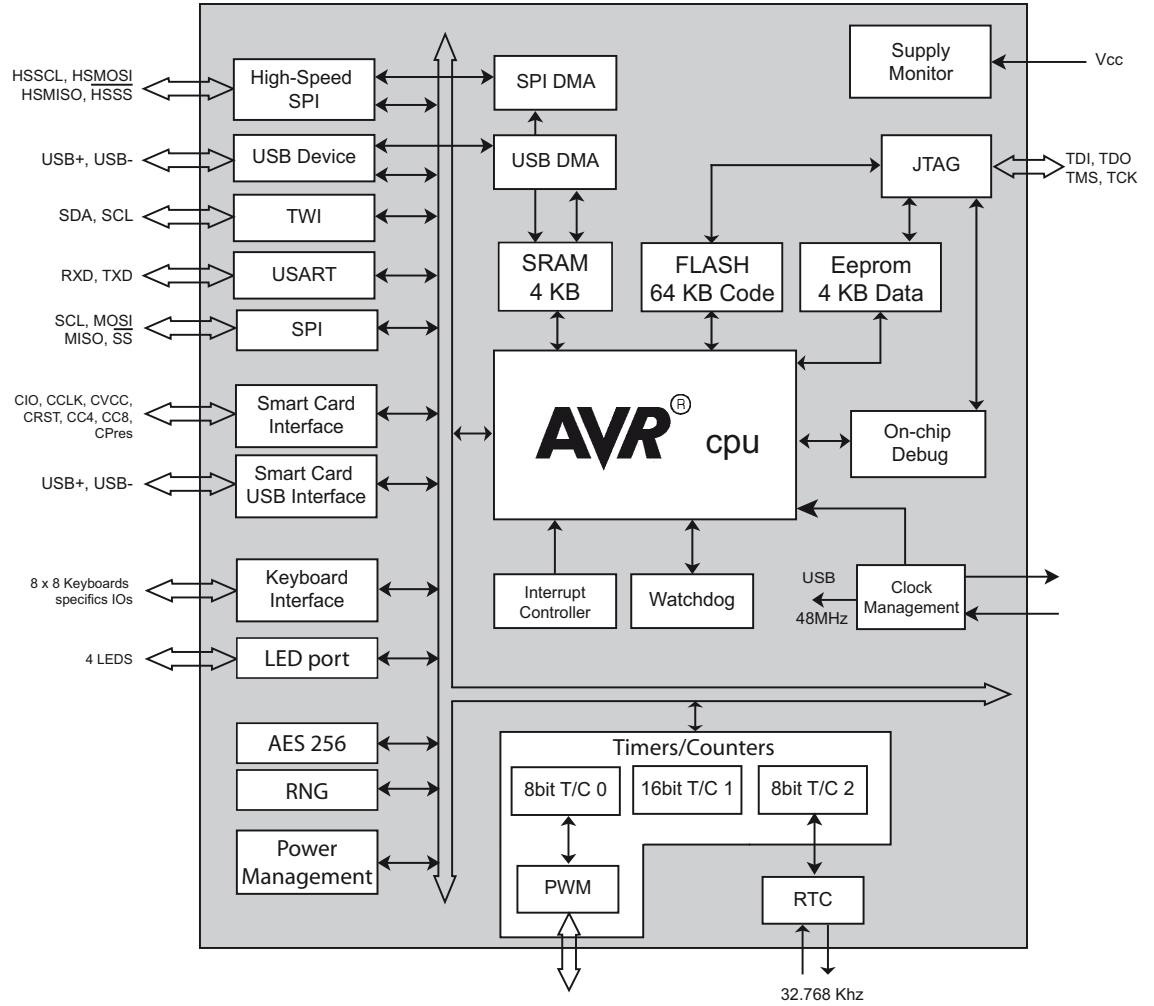 HSSCL, HSMOSI
HSMISO, HSSS
High-Speed
SPI
SPI DMA
Supply
Monitor
Vcc
USB+, USB-
USB Device
USB DMA
JTAG
TDI, TDO
TMS, TCK
SDA, SCL
TWI
RXD, TXD
USART
SRAM
4 KB
FLASH
64 KB Code
Eeprom
4 KB Data
SCL, MOSI
MISO, SS
SPI
CIO, CCLK, CVCC,
CRST, CC4, CC8,
CPres
Smart Card
Interface
AVR® cpu
On-chip
Debug
USB+, USB-
Smart Card
USB Interface
8 x 8 Keyboards
specifics IOs
Keyboard
Interface
Interrupt
Controller
Watchdog
USB
48MHz
Clock
Management
4 LEDS
LED port
AES 256
RNG
Power
Management
Timers/Counters
8bit T/C 0
16bit T/C 1
8bit T/C 2
PWM
RTC
32.768 Khz